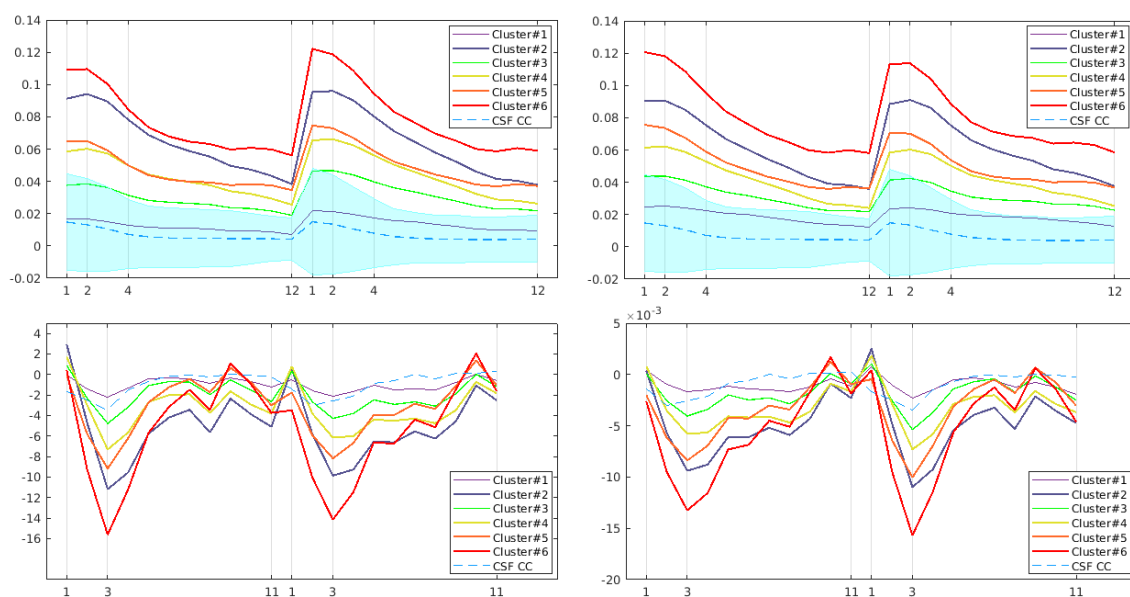 0.14
0.12
0.1
0.08
0.06
0.04
0.02
0
-0.02
1
2
4
12
1
2
4
12
Cluster#1
Cluster#2
Cluster#3
Cluster#4
Cluster#5
Cluster#6
CSF CC
0.14
0.12
0.1
0.08
0.06
0.04
0.02
0
-0.02
1
2
4
12
1
2
4
12
Cluster#1
Cluster#2
Cluster#3
Cluster#4
Cluster#5
Cluster#6
CSF CC
4
2
0
-2
-4
-6
-8
-10
-12
-14
-16
1
3
11
1
3
11
Cluster#1
Cluster#2
Cluster#3
Cluster#4
Cluster#5
Cluster#6
CSF CC
×10⁻³
5
0
-5
-10
-15
-20
1
3
11
1
3
11
Cluster#1
Cluster#2
Cluster#3
Cluster#4
Cluster#5
Cluster#6
CSF CC